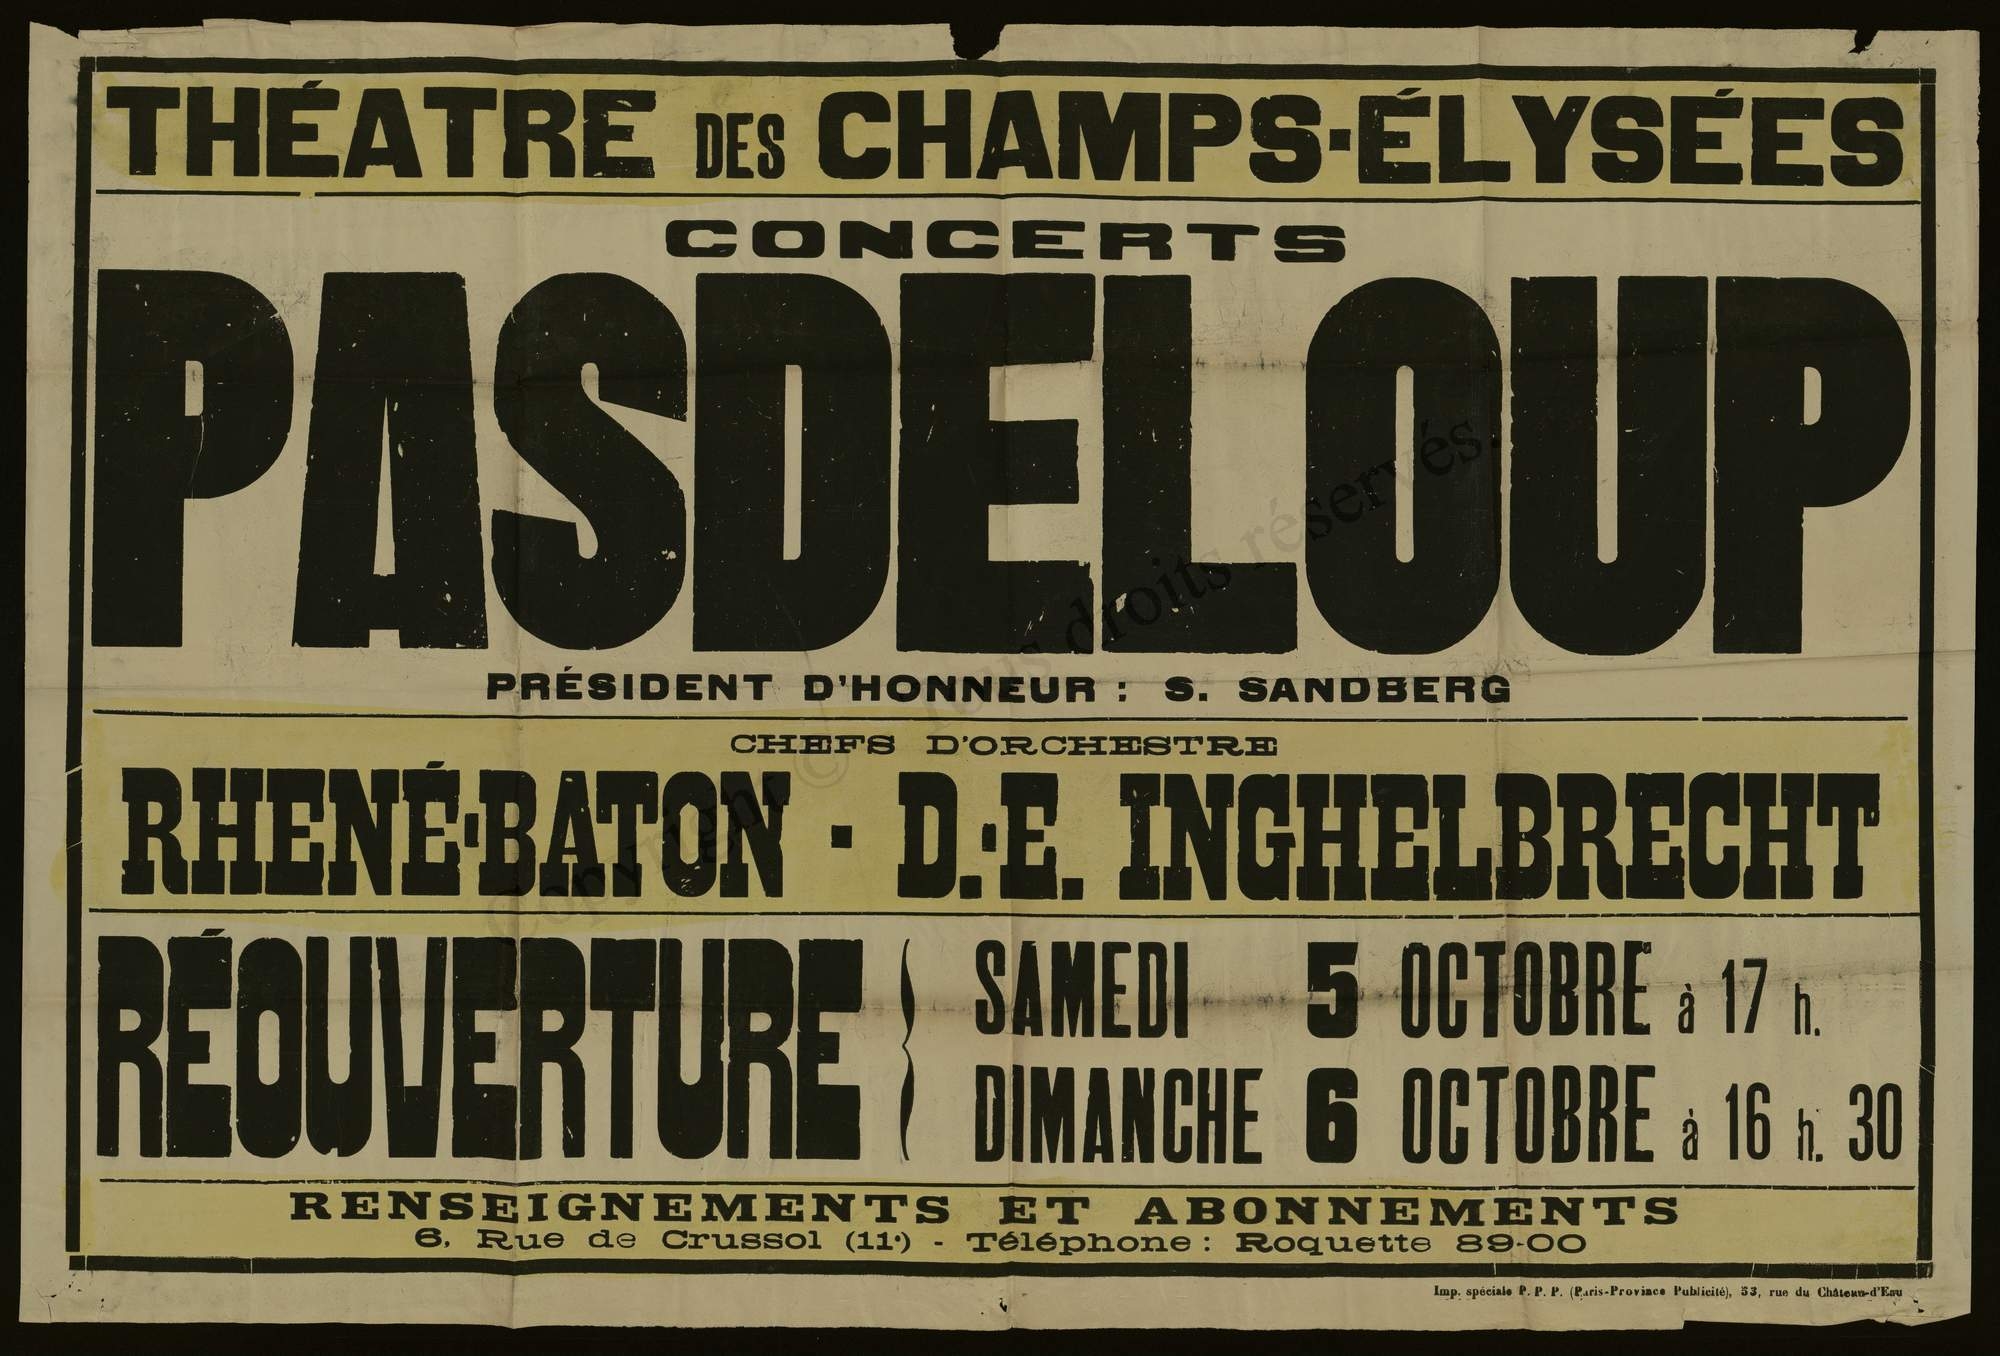 THÉATRE DES CHAMPS-ÉLYSÉES
CONCERTS
PASDELOUP
PRÉSIDENT D'HONNEUR : S. SANDBERG
CHEFS D'ORCHESTRE
RHENÉ-BATON - D.-E. INGHELBRECHT
RÉOUVERTURE
SAMEDI 5 OCTOBRE à 17 h.
DIMANCHE 6 OCTOBRE à 16 h. 30
RENSEIGNEMENTS ET ABONNEMENTS
6, Rue de Crussol (11e) - Téléphone : Roquette 89-00
Imp. spéciale P. P. P. (Paris-Province Publicité), 53, rue du Château-d'Eau
Copyright © Tous droits réservés.